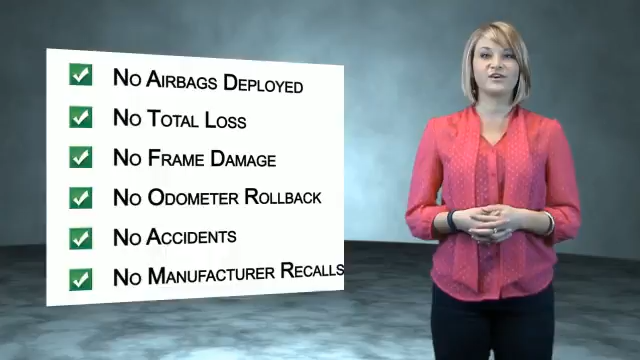 No Airbags Deployed
No Total Loss
No Frame Damage
No Odometer Rollback
No Accidents
No Manufacturer Recalls